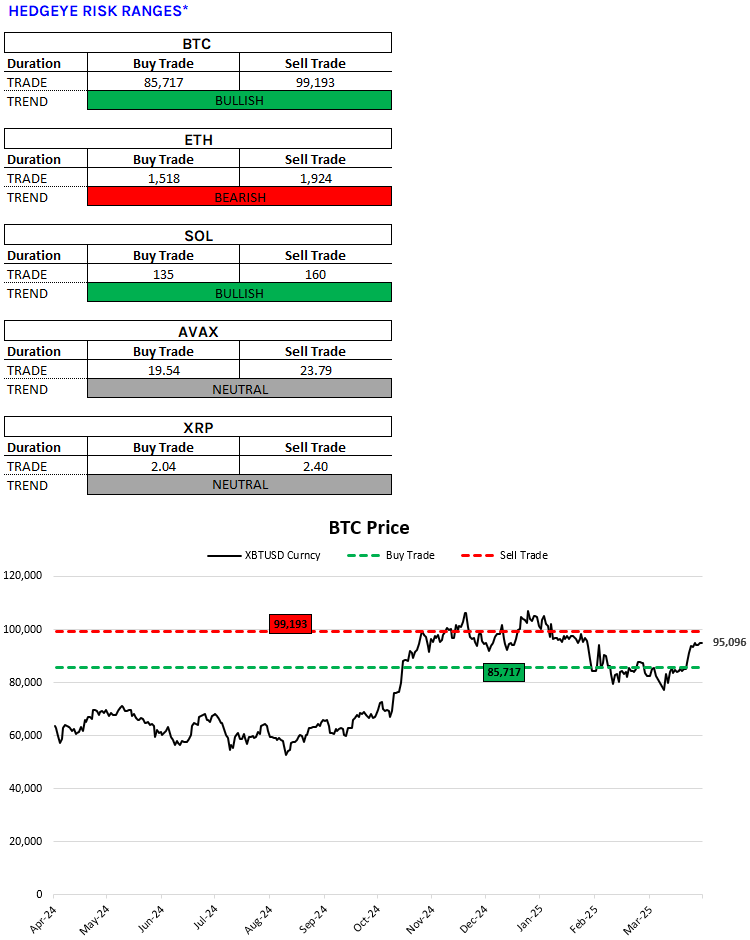 HEDGEYE RISK RANGES*
BTC
Duration Buy Trade Sell Trade
TRADE 85,717 99,193
TREND BULLISH
ETH
Duration Buy Trade Sell Trade
TRADE 1,518 1,924
TREND BEARISH
SOL
Duration Buy Trade Sell Trade
TRADE 135 160
TREND BULLISH
AVAX
Duration Buy Trade Sell Trade
TRADE 19.54 23.79
TREND NEUTRAL
XRP
Duration Buy Trade Sell Trade
TRADE 2.04 2.40
TREND NEUTRAL
BTC Price
XBTUSD Curncy Buy Trade Sell Trade
120,000
99,193
100,000
95,096
85,717
80,000
60,000
40,000
20,000
0
Apr-24 May-24 Jun-24 Jul-24 Aug-24 Sep-24 Oct-24 Nov-24 Dec-24 Jan-25 Feb-25 Mar-25